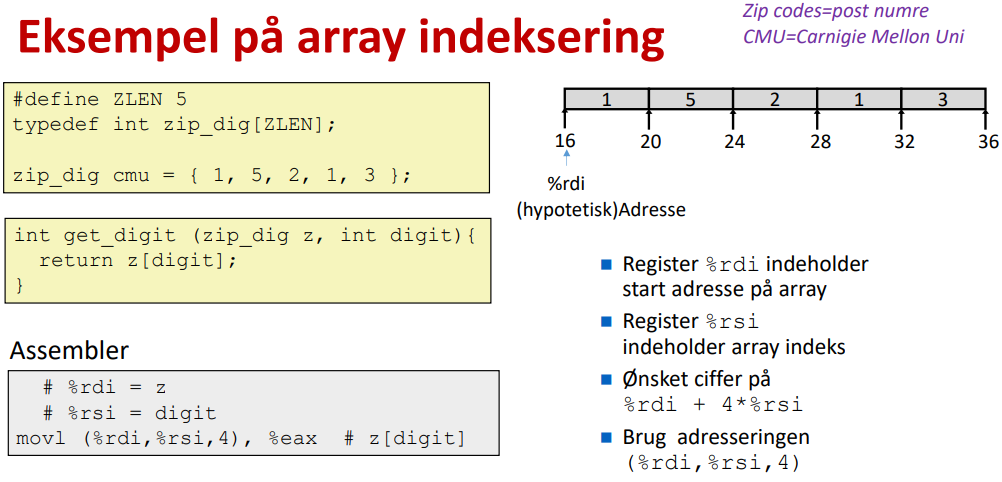 Eksempel på array indeksering
Zip codes=post numre
CMU=Carnigie Mellon Uni
#define ZLEN 5
typedef int zip_dig[ZLEN];
zip_dig cmu = { 1, 5, 2, 1, 3 };
1 5 2 1 3
16 20 24 28 32 36
%rdi
(hypotetisk)Adresse
int get_digit (zip_dig z, int digit){
return z[digit];
}
Register %rdi indeholder
start adresse på array
Register %rsi
indeholder array indeks
Ønsket ciffer på
%rdi + 4*%rsi
Brug adresseringen
(%rdi,%rsi,4)
Assembler
# %rdi = z
# %rsi = digit
movl (%rdi,%rsi,4), %eax # z[digit]